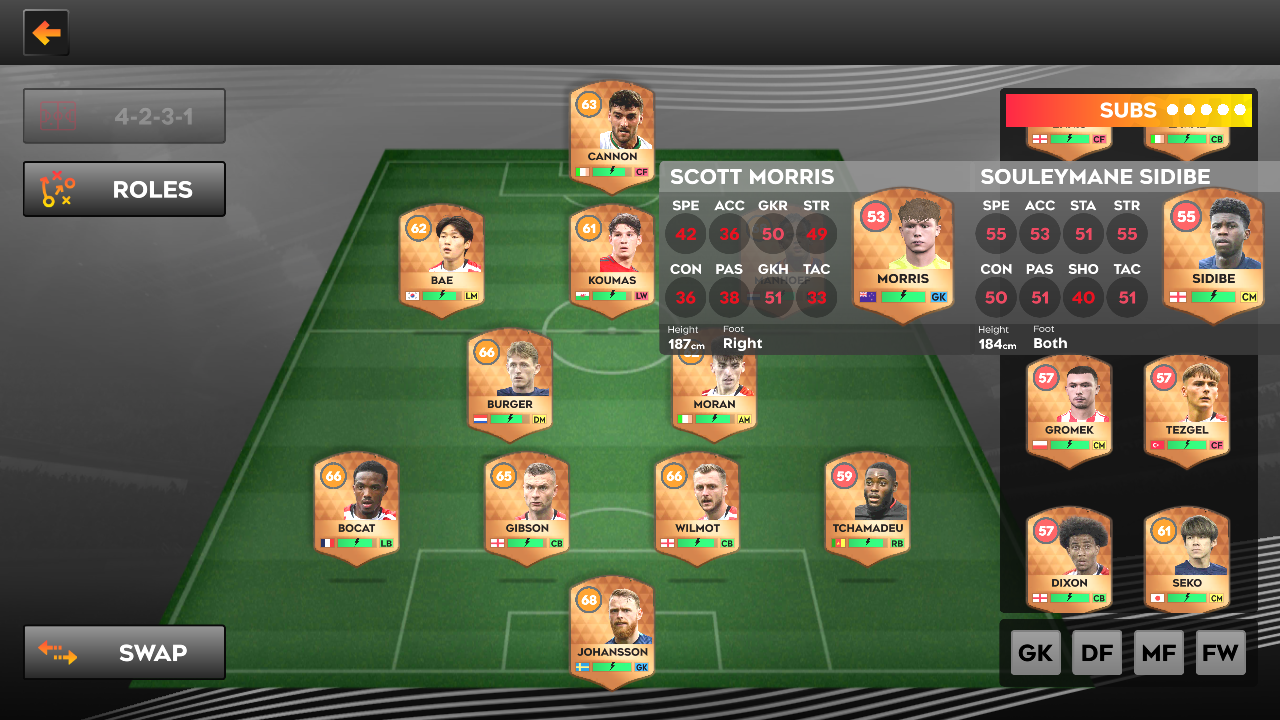 4-2-3-1
ROLES
SWAP
63
CANNON
CF
62
BAE
LM
61
KOUMAS
LW
MANHOEF
66
BURGER
DM
MORAN
AM
66
BOCAT
LB
65
GIBSON
CB
66
WILMOT
CB
59
TCHAMADEU
RB
68
JOHANSSON
GK
SUBS
CF
CB
SCOTT MORRIS
SPE ACC GKR STR
42 36 50 49
CON PAS GKH TAC
36 38 51 33
Height Foot
187cm Right
53
MORRIS
GK
SOULEYMANE SIDIBE
SPE ACC STA STR
55 53 51 55
CON PAS SHO TAC
50 51 40 51
Height Foot
184cm Both
55
SIDIBE
CM
57
GROMEK
CM
57
TEZGEL
CF
57
DIXON
CB
61
SEKO
CM
GK DF MF FW